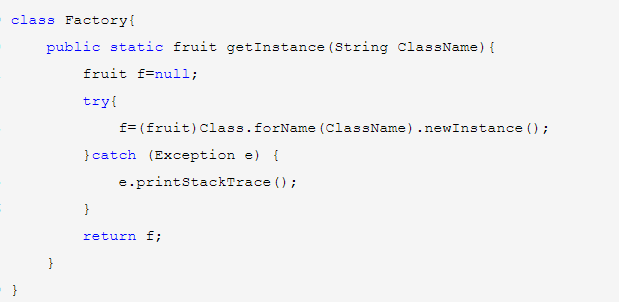 class Factory{
    public static fruit getInstance(String ClassName){
        fruit f=null;
        try{
            f=(fruit)Class.forName(ClassName).newInstance();
        }catch (Exception e) {
            e.printStackTrace();
        }
        return f;
    }
}